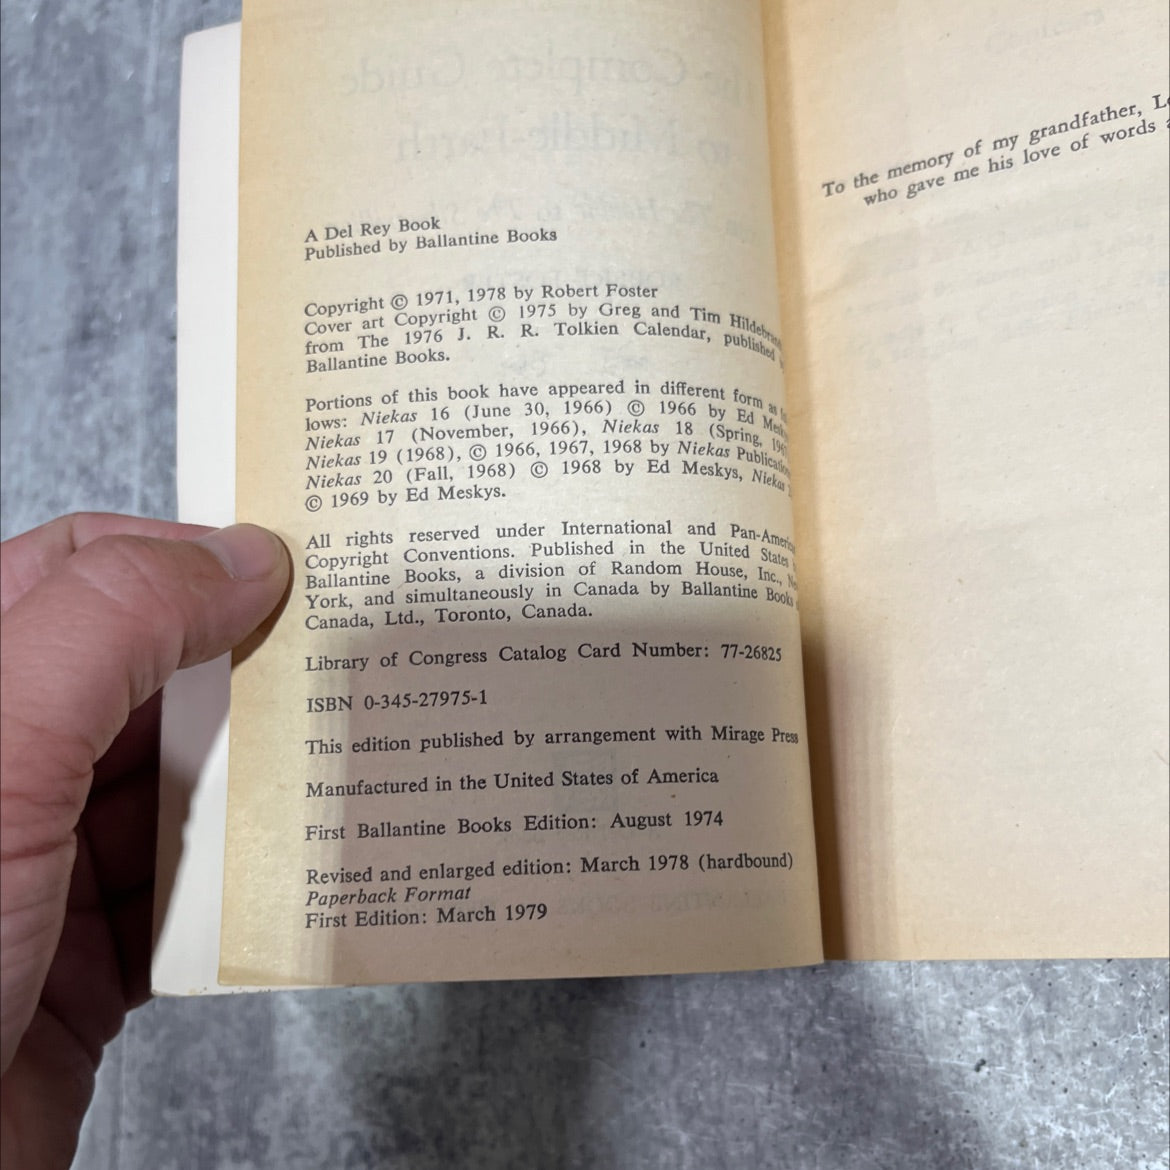 A Del Rey Book
Published by Ballantine Books
Copyright © 1971, 1978 by Robert Foster
Cover art Copyright © 1975 by Greg and Tim
from The 1976 J. R. R. Tolkien Calendar, published
Ballantine Books.
Portions of this book have appeared in different form as
lows: Niekas 16 (June 30, 1966) © 1966 by Ed
Niekas 17 (November, 1966), Niekas 18 (Spring,
Niekas 19 (1968), © 1966, 1967, 1968 by Niekas
Niekas 20 (Fall, 1968) © 1968 by Ed Meskys, Niekas
© 1969 by Ed Meskys.
All rights reserved under International and
Copyright Conventions. Published in the United States
Ballantine Books, a division of Random House, Inc.,
York, and simultaneously in Canada by Ballantine Books
Canada, Ltd., Toronto, Canada.
Library of Congress Catalog Card Number: 77-26825
ISBN 0-345-27975-1
This edition published by arrangement with Mirage Press
Manufactured in the United States of America
First Ballantine Books Edition: August 1974
Revised and enlarged edition: March 1978 (hardbound)
Paperback Format
First Edition: March 1979
To the memory of my grandfather,
who gave me his love of words